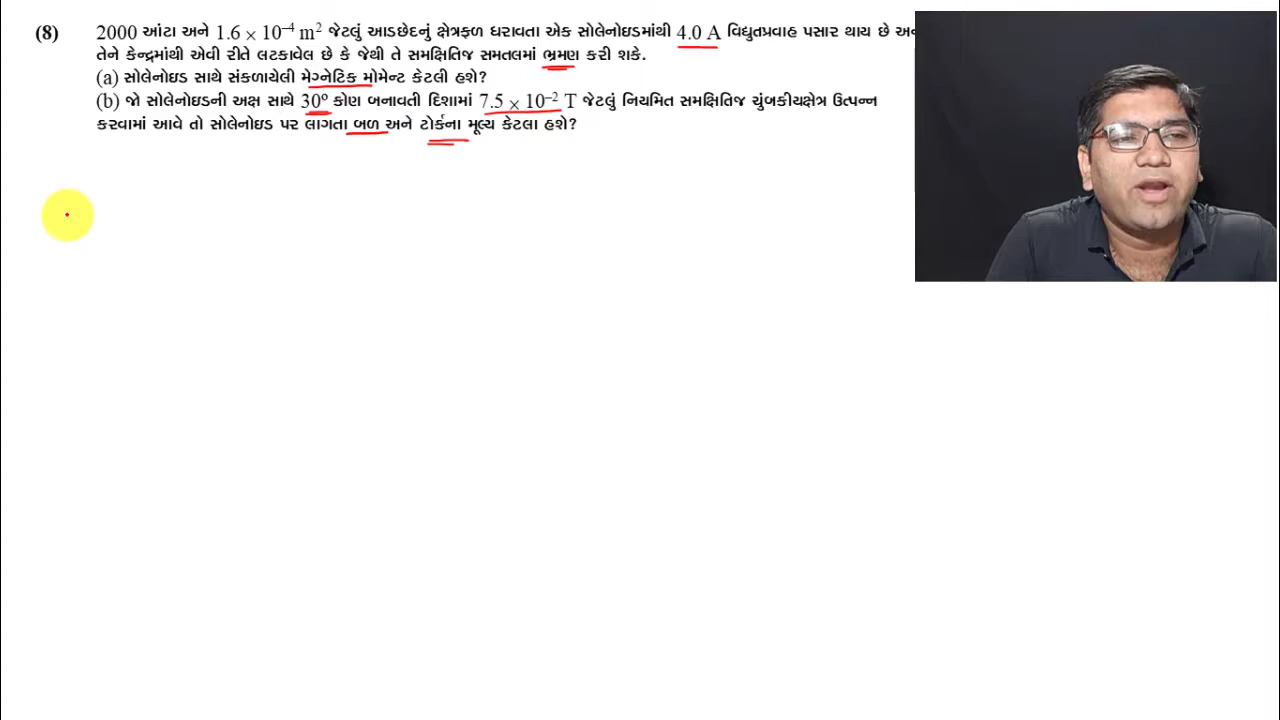 (8) 2000 આંટા અને 1.6 × 10⁻⁴ m² જેટલું આડછેદનું ક્ષેત્રફળ ધરાવતા એક સોલેનોઇડમાંથી 4.0 A વિદ્યુતપ્રવાહ પસાર થાય છે
તેને કેન્દ્રમાંથી એવી રીતે લટકાવેલ છે કે જેથી તે સમક્ષિતિજ સમતલમાં ભ્રમણ કરી શકે.
(a) સોલેનોઇડ સાથે સંકળાયેલી મેગ્નેટિક મોમેન્ટ કેટલી હશે?
(b) જો સોલેનોઇડની અક્ષ સાથે 30º કોણ બનાવતી દિશામાં 7.5 × 10⁻² T જેટલું નિયમિત સમક્ષિતિજ ચુંબકીયક્ષેત્ર ઉત્પન્ન
કરવામાં આવે તો સોલેનોઇડ પર લાગતા બળ અને ટોર્કના મૂલ્ય કેટલા હશે?